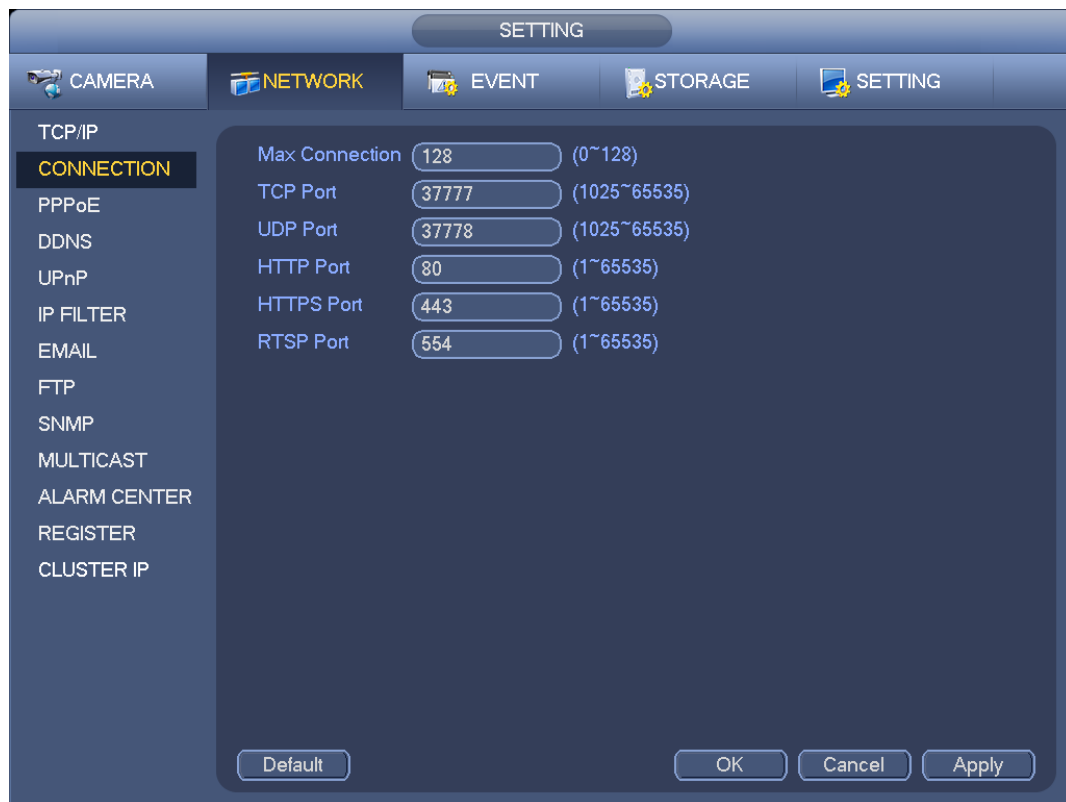 SETTING
CAMERA NETWORK EVENT STORAGE SETTING
TCP/IP
CONNECTION
PPPoE
DDNS
UPnP
IP FILTER
EMAIL
FTP
SNMP
MULTICAST
ALARM CENTER
REGISTER
CLUSTER IP
Max Connection 128 (0~128)
TCP Port 37777 (1025~65535)
UDP Port 37778 (1025~65535)
HTTP Port 80 (1~65535)
HTTPS Port 443 (1~65535)
RTSP Port 554 (1~65535)
Default OK Cancel Apply